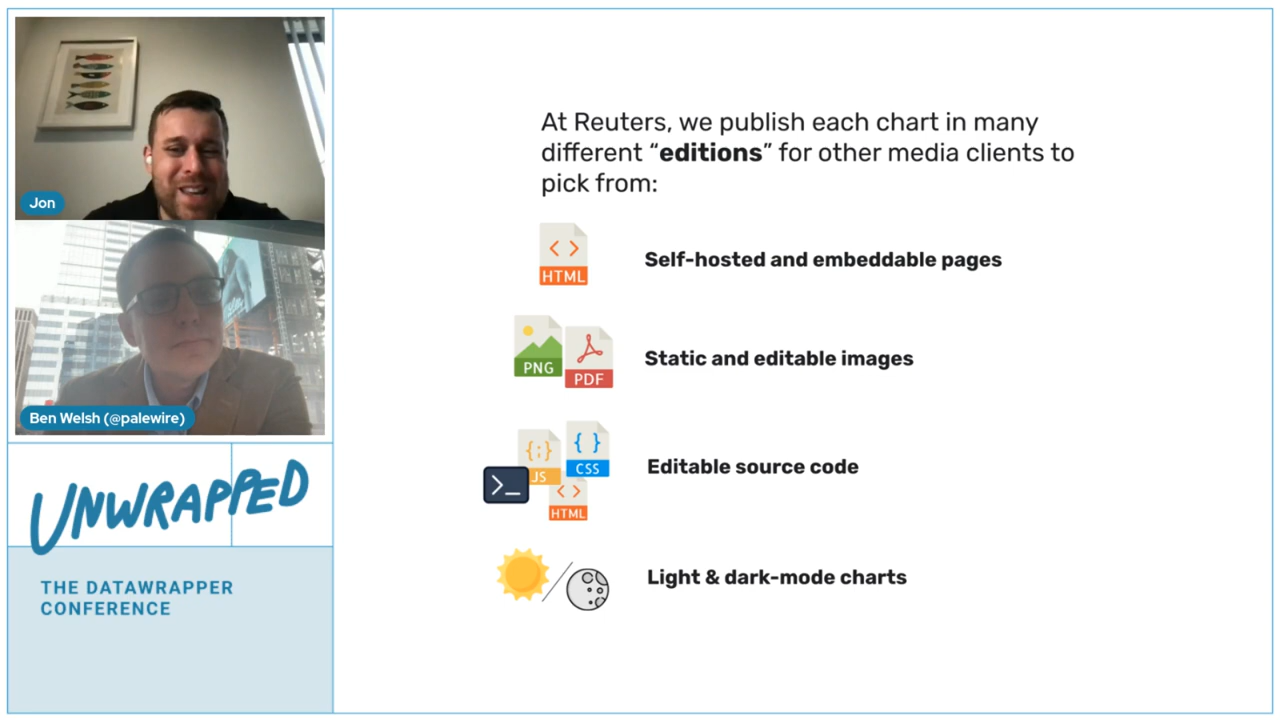 Jon
Ben Welsh (@palewire)
UNWRAPPED
THE DATAWRAPPER
CONFERENCE
At Reuters, we publish each chart in many
different “editions” for other media clients to
pick from:
HTML
Self-hosted and embeddable pages
PNG
PDF
Static and editable images
JS
CSS
HTML
Editable source code
Light & dark-mode charts